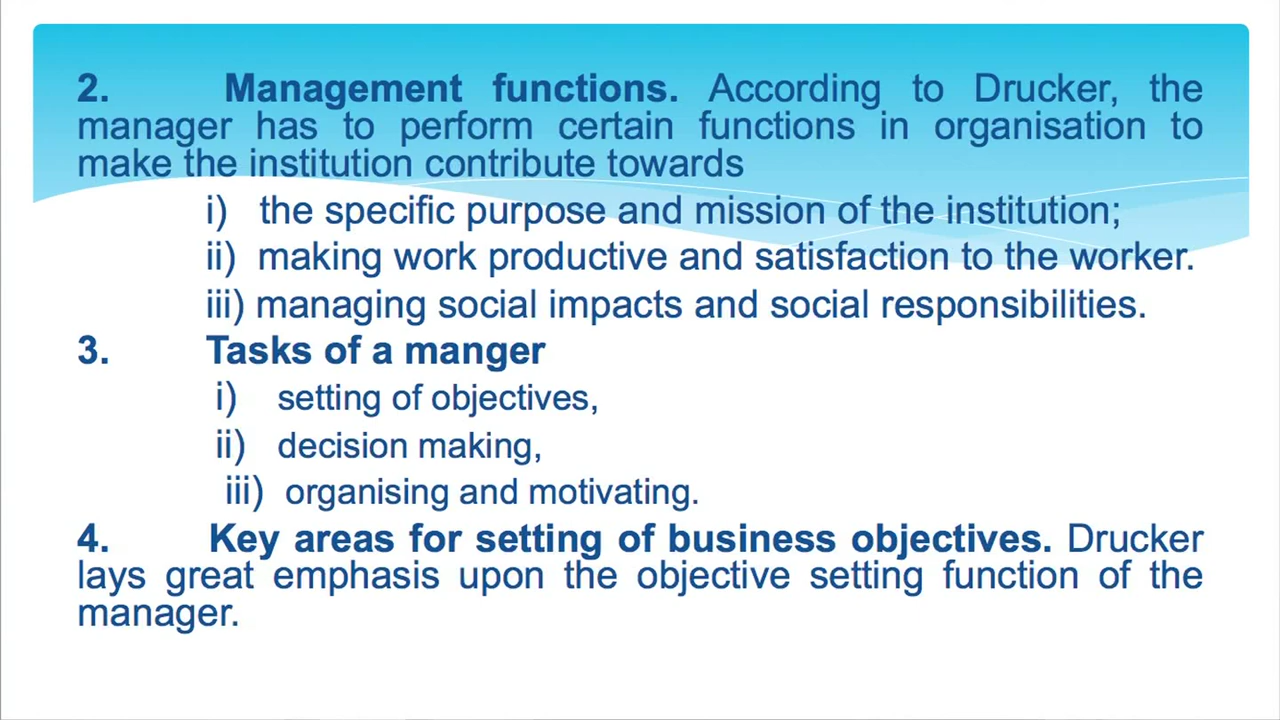 2. Management functions. According to Drucker, the
manager has to perform certain functions in organisation to
make the institution contribute towards
i) the specific purpose and mission of the institution;
ii) making work productive and satisfaction to the worker.
iii) managing social impacts and social responsibilities.
3. Tasks of a manger
i) setting of objectives,
ii) decision making,
iii) organising and motivating.
4. Key areas for setting of business objectives. Drucker
lays great emphasis upon the objective setting function of the
manager.